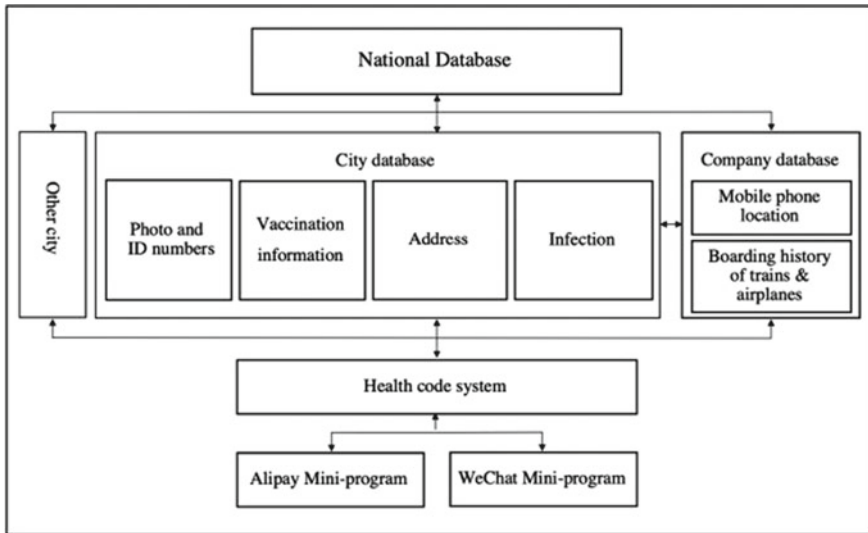 National Database
Other city
City database
Photo and
ID numbers
Vaccination
information
Address
Infection
Company database
Mobile phone
location
Boarding history
of trains &
airplanes
Health code system
Alipay Mini-program
WeChat Mini-program